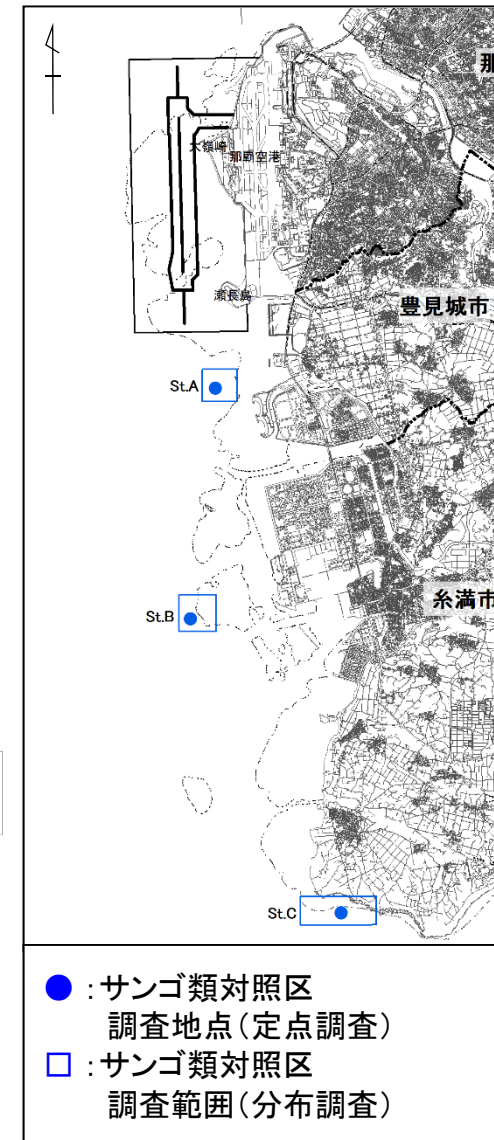 那
大嶺崎
那覇空港
瀬長島
豊見城市
St.A
St.B
糸満市
St.C
●:サンゴ類対照区
調査地点(定点調査)
□:サンゴ類対照区
調査範囲(分布調査)